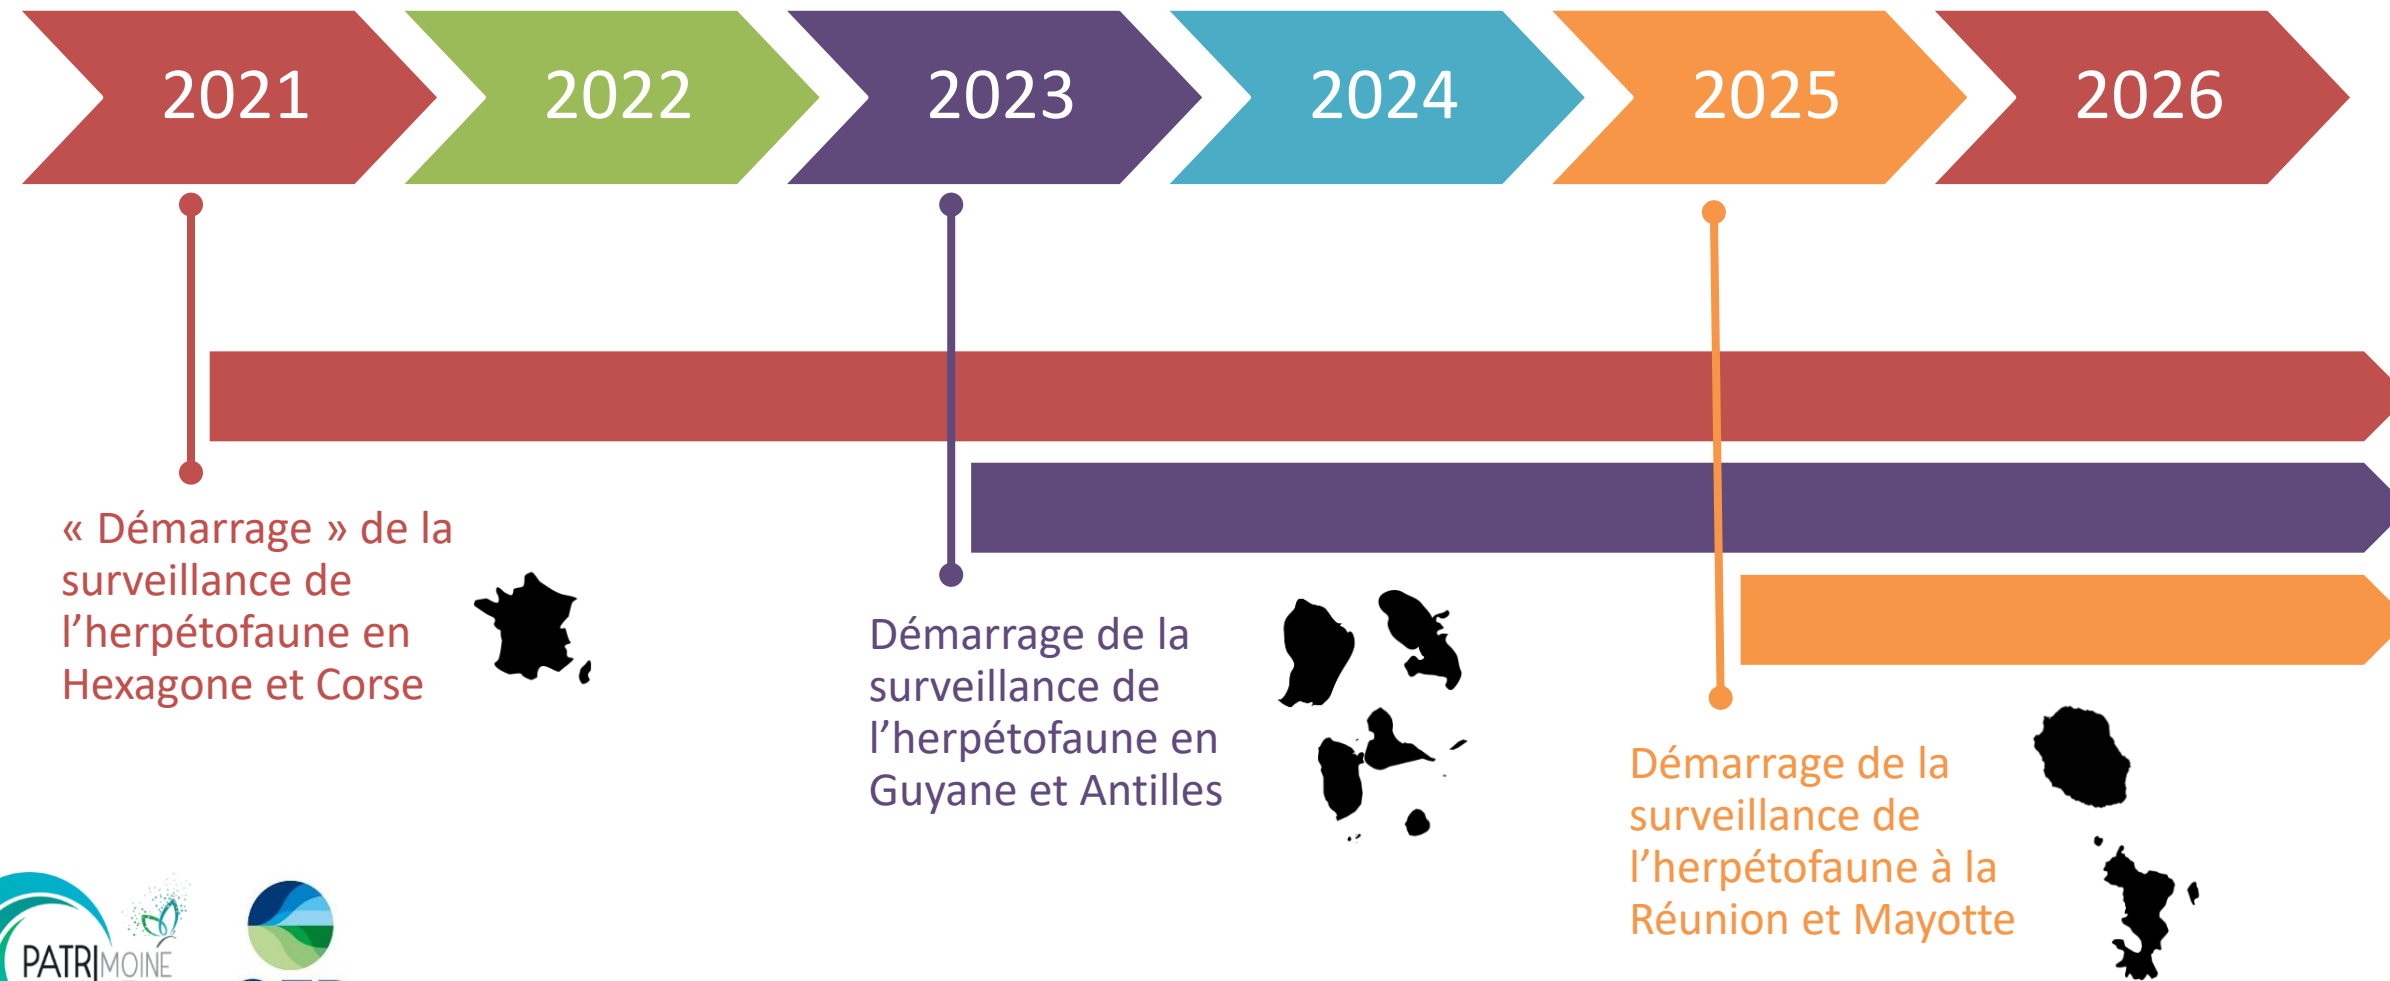 2021
2022
2023
2024
2025
2026
« Démarrage » de la
surveillance de
l’herpétofaune en
Hexagone et Corse
Démarrage de la
surveillance de
l’herpétofaune en
Guyane et Antilles
Démarrage de la
surveillance de
l’herpétofaune à la
Réunion et Mayotte
PATRIMOINE